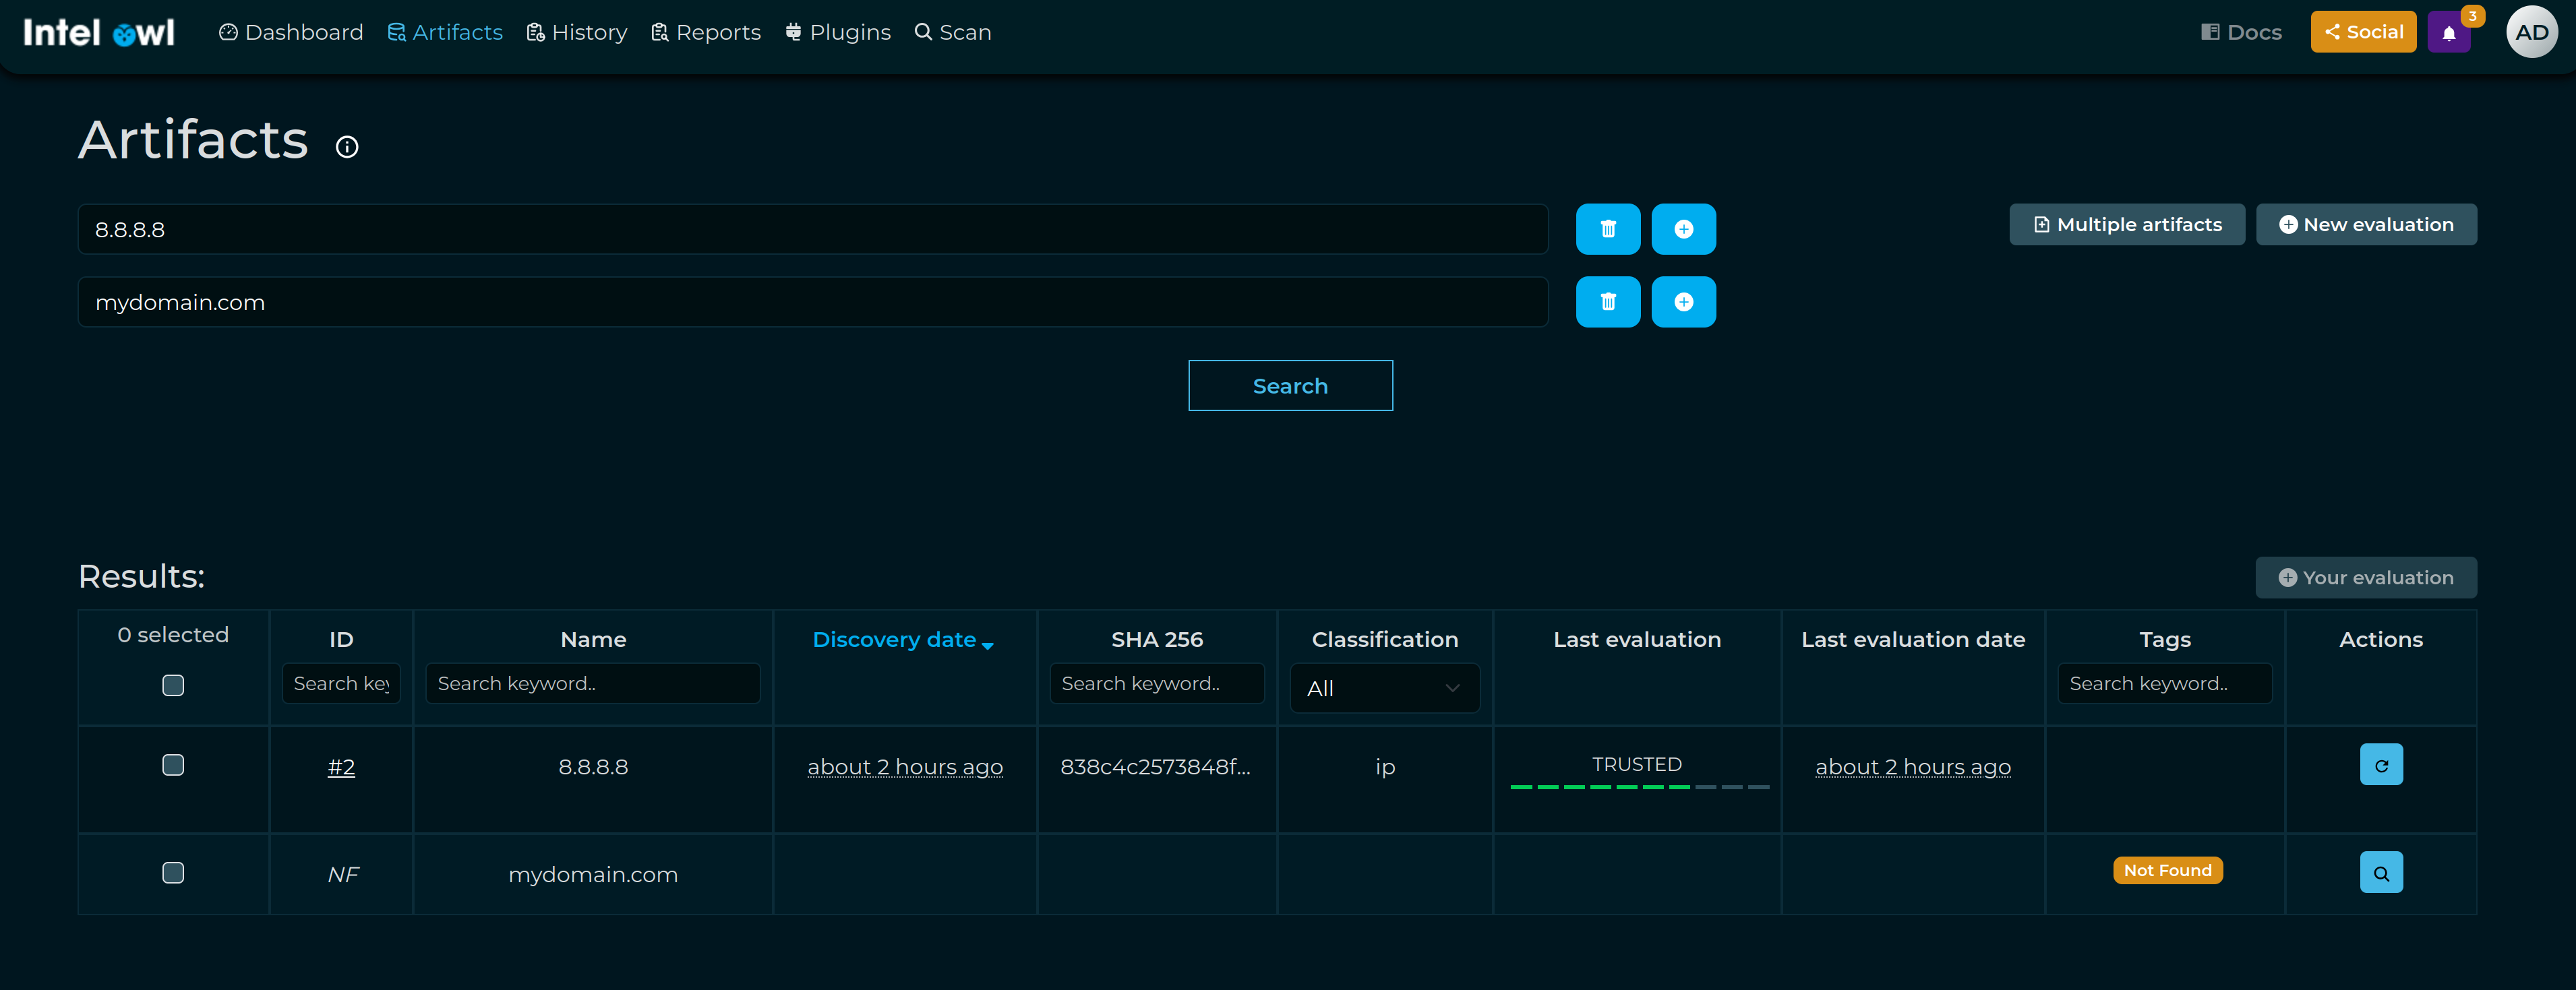 Intel Owl Dashboard Artifacts History Reports Plugins Scan Docs Social 3 AD
Artifacts
8.8.8.8 Multiple artifacts New evaluation
mydomain.com
Search
Results: Your evaluation
0 selected ID Name Discovery date SHA 256 Classification Last evaluation Last evaluation date Tags Actions
Search key Search keyword.. Search keyword.. All Search keyword..
#2 8.8.8.8 about 2 hours ago 838c4c2573848f... ip TRUSTED about 2 hours ago
NF mydomain.com Not Found